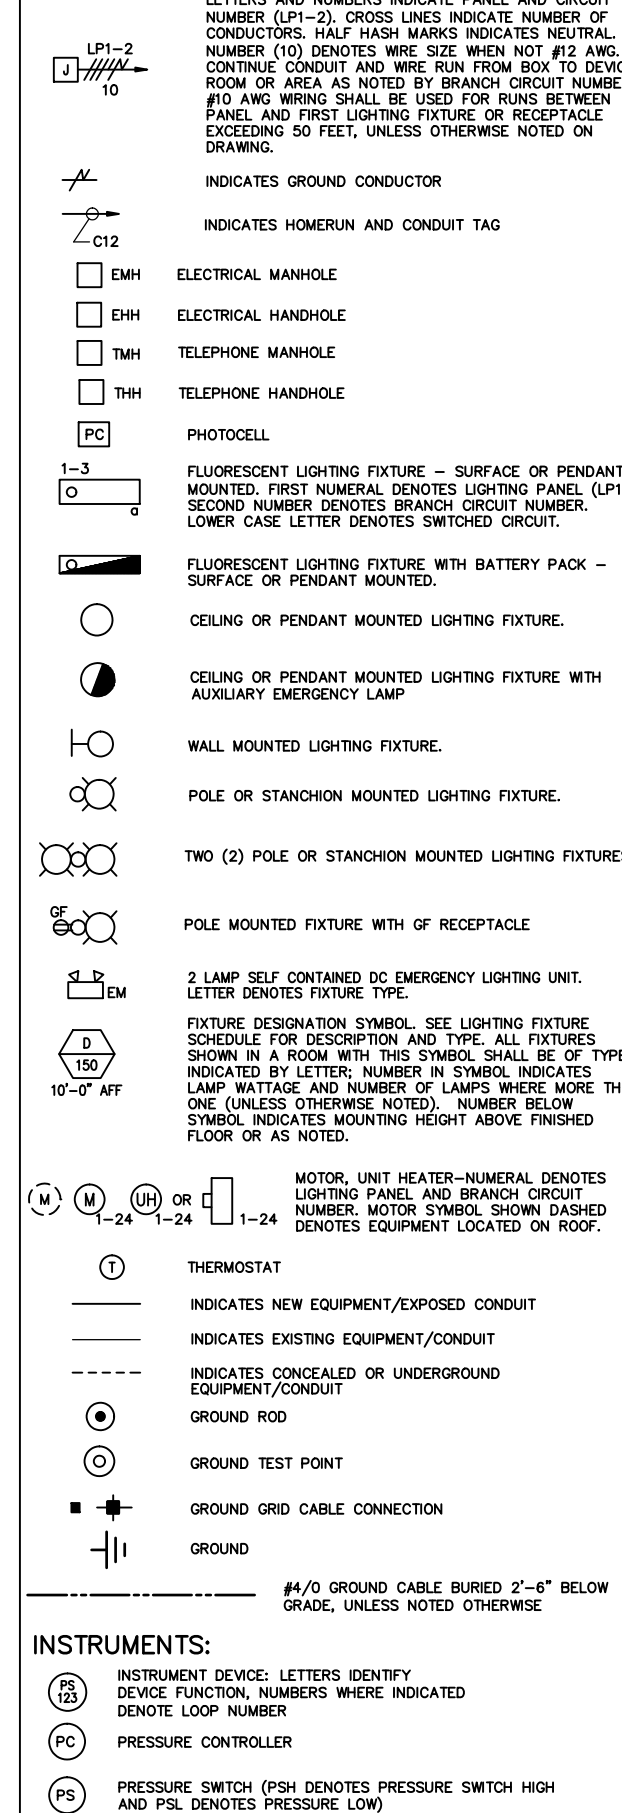 LETTERS AND NUMBERS INDICATE PANEL AND CIRCUIT
NUMBER (LP1-2). CROSS LINES INDICATE NUMBER OF
CONDUCTORS. HALF HASH MARKS INDICATES NEUTRAL.
NUMBER (10) DENOTES WIRE SIZE WHEN NOT #12 AWG.
CONTINUE CONDUIT AND WIRE RUN FROM BOX TO DEVIC
ROOM OR AREA AS NOTED BY BRANCH CIRCUIT NUMBE
#10 AWG WIRING SHALL BE USED FOR RUNS BETWEEN
PANEL AND FIRST LIGHTING FIXTURE OR RECEPTACLE
EXCEEDING 50 FEET, UNLESS OTHERWISE NOTED ON
DRAWING.
LP1-2
J
10
INDICATES GROUND CONDUCTOR
INDICATES HOMERUN AND CONDUIT TAG
C12
EMH ELECTRICAL MANHOLE
EHH ELECTRICAL HANDHOLE
TMH TELEPHONE MANHOLE
THH TELEPHONE HANDHOLE
PC PHOTOCELL
1-3
a
FLUORESCENT LIGHTING FIXTURE - SURFACE OR PENDANT
MOUNTED. FIRST NUMERAL DENOTES LIGHTING PANEL (LP1
SECOND NUMBER DENOTES BRANCH CIRCUIT NUMBER.
LOWER CASE LETTER DENOTES SWITCHED CIRCUIT.
FLUORESCENT LIGHTING FIXTURE WITH BATTERY PACK -
SURFACE OR PENDANT MOUNTED.
CEILING OR PENDANT MOUNTED LIGHTING FIXTURE.
CEILING OR PENDANT MOUNTED LIGHTING FIXTURE WITH
AUXILIARY EMERGENCY LAMP
WALL MOUNTED LIGHTING FIXTURE.
POLE OR STANCHION MOUNTED LIGHTING FIXTURE.
TWO (2) POLE OR STANCHION MOUNTED LIGHTING FIXTURES
GF
POLE MOUNTED FIXTURE WITH GF RECEPTACLE
EM
2 LAMP SELF CONTAINED DC EMERGENCY LIGHTING UNIT.
LETTER DENOTES FIXTURE TYPE.
D
150
10'-0" AFF
FIXTURE DESIGNATION SYMBOL. SEE LIGHTING FIXTURE
SCHEDULE FOR DESCRIPTION AND TYPE. ALL FIXTURES
SHOWN IN A ROOM WITH THIS SYMBOL SHALL BE OF TYPE
INDICATED BY LETTER; NUMBER IN SYMBOL INDICATES
LAMP WATTAGE AND NUMBER OF LAMPS WHERE MORE TH
ONE (UNLESS OTHERWISE NOTED). NUMBER BELOW
SYMBOL INDICATES MOUNTING HEIGHT ABOVE FINISHED
FLOOR OR AS NOTED.
M M UH OR
1-24 1-24 1-24
MOTOR, UNIT HEATER-NUMERAL DENOTES
LIGHTING PANEL AND BRANCH CIRCUIT
NUMBER. MOTOR SYMBOL SHOWN DASHED
DENOTES EQUIPMENT LOCATED ON ROOF.
T THERMOSTAT
INDICATES NEW EQUIPMENT/EXPOSED CONDUIT
INDICATES EXISTING EQUIPMENT/CONDUIT
INDICATES CONCEALED OR UNDERGROUND
EQUIPMENT/CONDUIT
GROUND ROD
GROUND TEST POINT
GROUND GRID CABLE CONNECTION
GROUND
#4/0 GROUND CABLE BURIED 2'-6" BELOW
GRADE, UNLESS NOTED OTHERWISE
INSTRUMENTS:
PS
123
INSTRUMENT DEVICE: LETTERS IDENTIFY
DEVICE FUNCTION, NUMBERS WHERE INDICATED
DENOTE LOOP NUMBER
PC PRESSURE CONTROLLER
PS PRESSURE SWITCH (PSH DENOTES PRESSURE SWITCH HIGH
AND PSL DENOTES PRESSURE LOW)